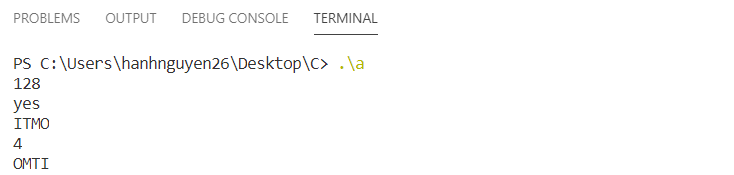 PROBLEMS OUTPUT DEBUG CONSOLE TERMINAL
PS C:\Users\hanhnguyen26\Desktop\C> .\a
128
yes
ITMO
4
OMTI